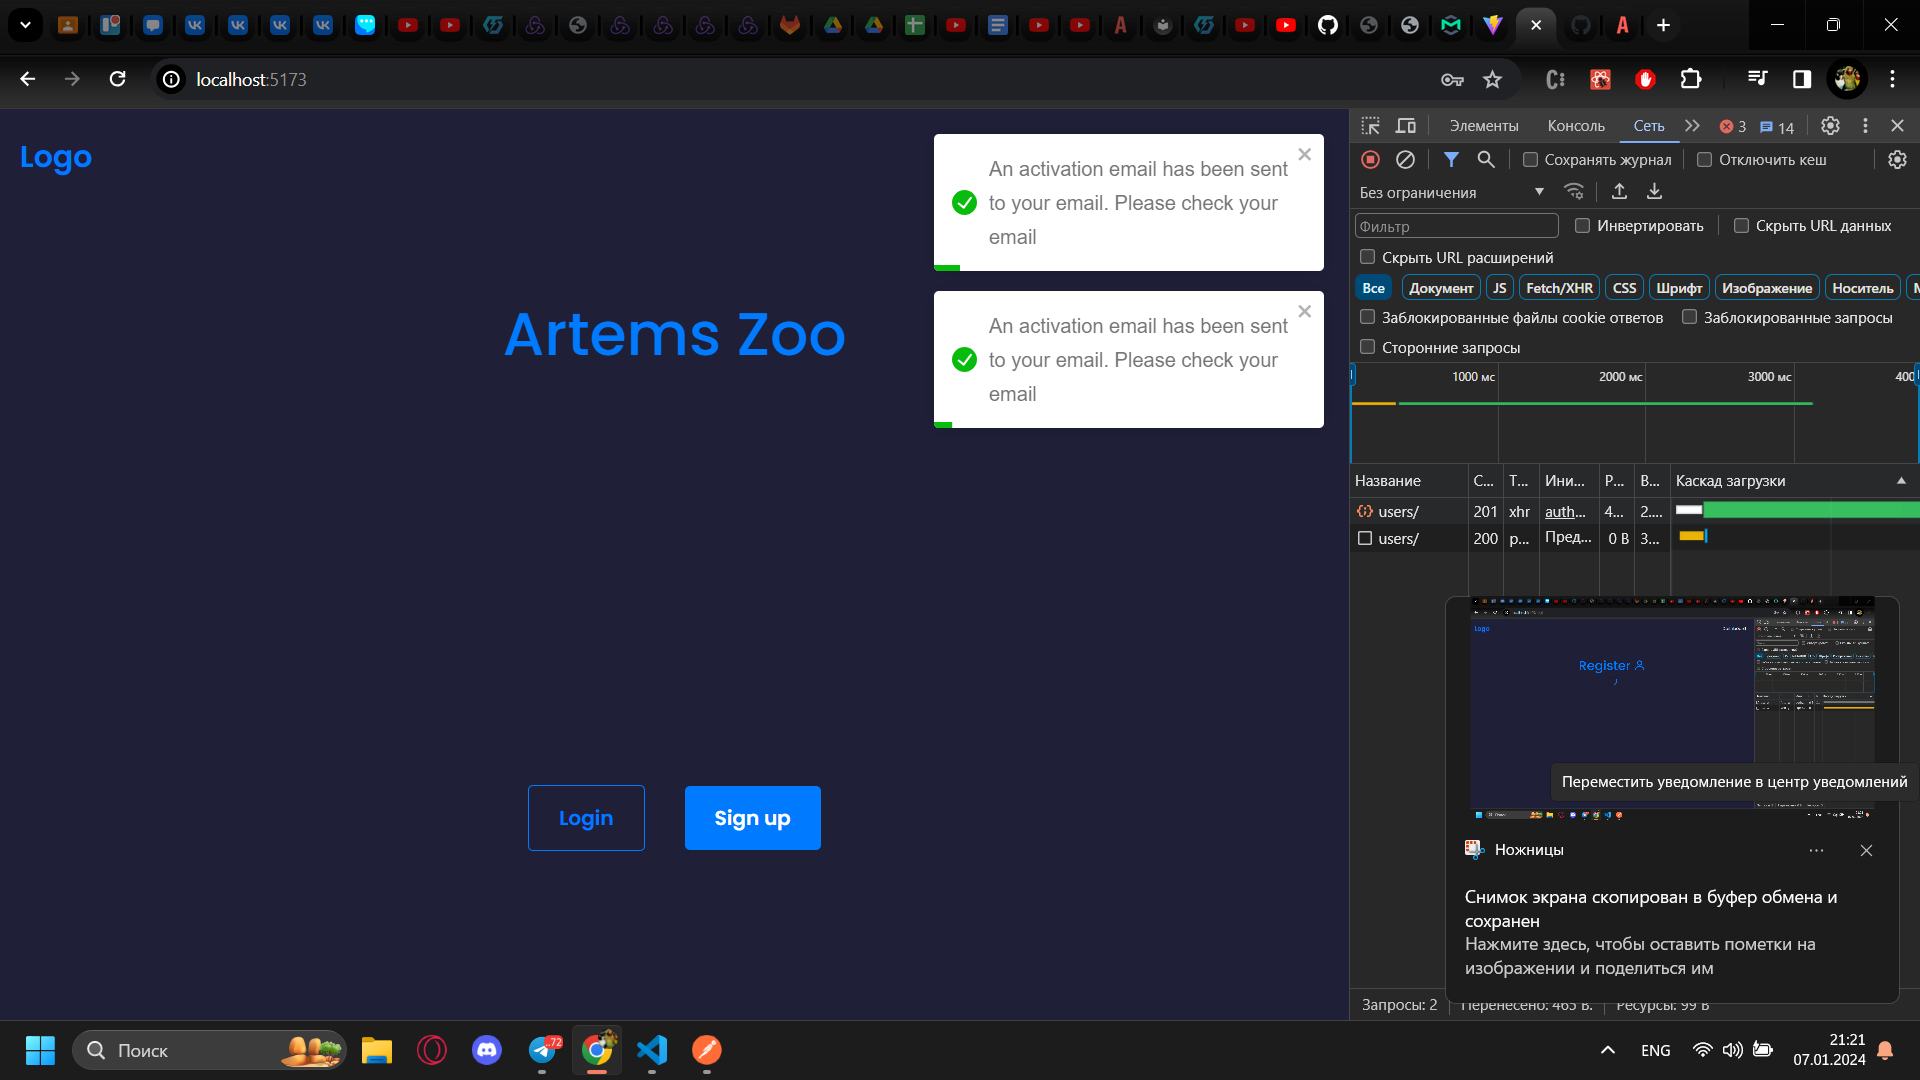 localhost:5173
Logo
An activation email has been sent
to your email. Please check your
email
An activation email has been sent
to your email. Please check your
email
Artems Zoo
Login
Sign up
Элементы
Консоль
Сеть
3
14
Сохранять журнал
Отключить кеш
Без ограничения
Фильтр
Инвертировать
Скрыть URL данных
Скрыть URL расширений
Все
Документ
JS
Fetch/XHR
CSS
Шрифт
Изображение
Носитель
Заблокированные файлы cookie ответов
Заблокированные запросы
Сторонние запросы
1000 мс
2000 мс
3000 мс
400
Название
С...
Т...
Ини...
Р...
В...
Каскад загрузки
users/
201
xhr
auth...
4...
2....
users/
200
p...
Пред...
0 B
3...
Logo
Register
Переместить уведомление в центр уведомлений
Ножницы
Снимок экрана скопирован в буфер обмена и
сохранен
Нажмите здесь, чтобы оставить пометки на
изображении и поделиться им
Запросы: 2
Перенесено: 465 B.
Ресурсы: 99 B
Поиск
..72
ENG
21:21
07.01.2024